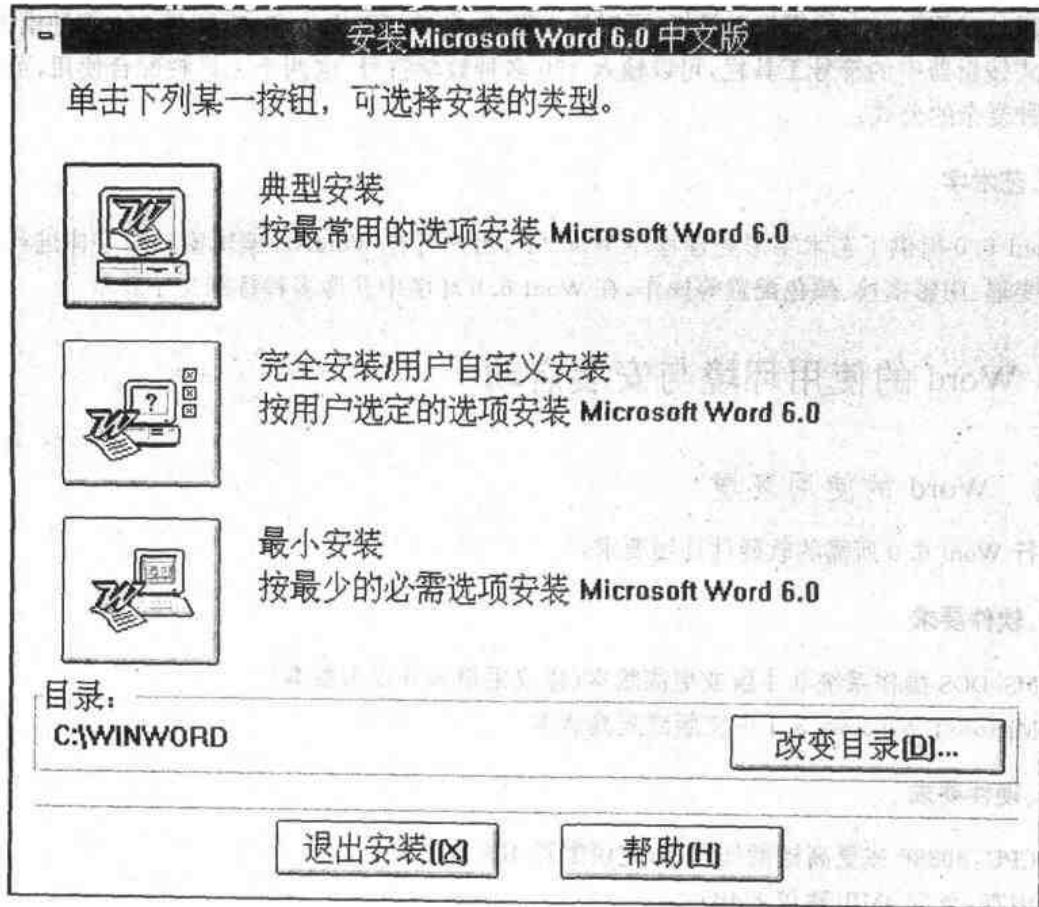 安装Microsoft Word 6.0 中文版
单击下列某一按钮，可选择安装的类型。
典型安装
按最常用的选项安装 Microsoft Word 6.0
完全安装/用户自定义安装
按用户选定的选项安装 Microsoft Word 6.0
最小安装
按最少的必需选项安装 Microsoft Word 6.0
目录：
C:\WINWORD
改变目录(D)...
退出安装(X)
帮助(H)